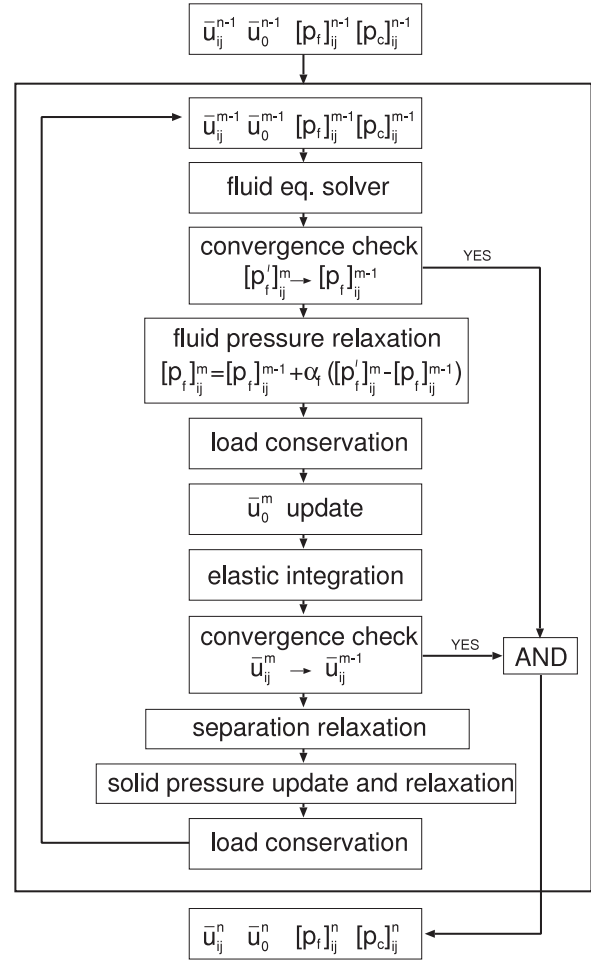 ū_ij^n-1 ū_0^n-1 [p_f]_ij^n-1 [p_c]_ij^n-1
ū_ij^m-1 ū_0^m-1 [p_f]_ij^m-1 [p_c]_ij^m-1
fluid eq. solver
convergence check
[p_f^/]_ij^m → [p_f]_ij^m-1
YES
fluid pressure relaxation
[p_f]_ij^m=[p_f]_ij^m-1+α_f ([p_f^/]_ij^m-[p_f]_ij^m-1)
load conservation
ū_0^m update
elastic integration
convergence check
ū_ij^m → ū_ij^m-1
YES
AND
separation relaxation
solid pressure update and relaxation
load conservation
ū_ij^n ū_0^n [p_f]_ij^n [p_c]_ij^n